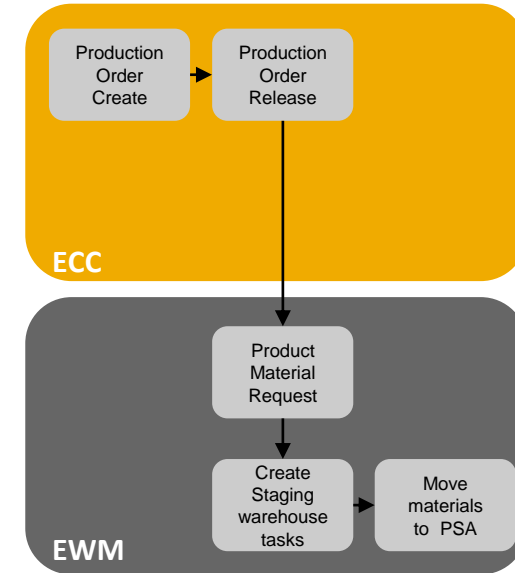 Production
Order
Create
Production
Order
Release
ECC
Product
Material
Request
Create
Staging
warehouse
tasks
Move
materials
to PSA
EWM